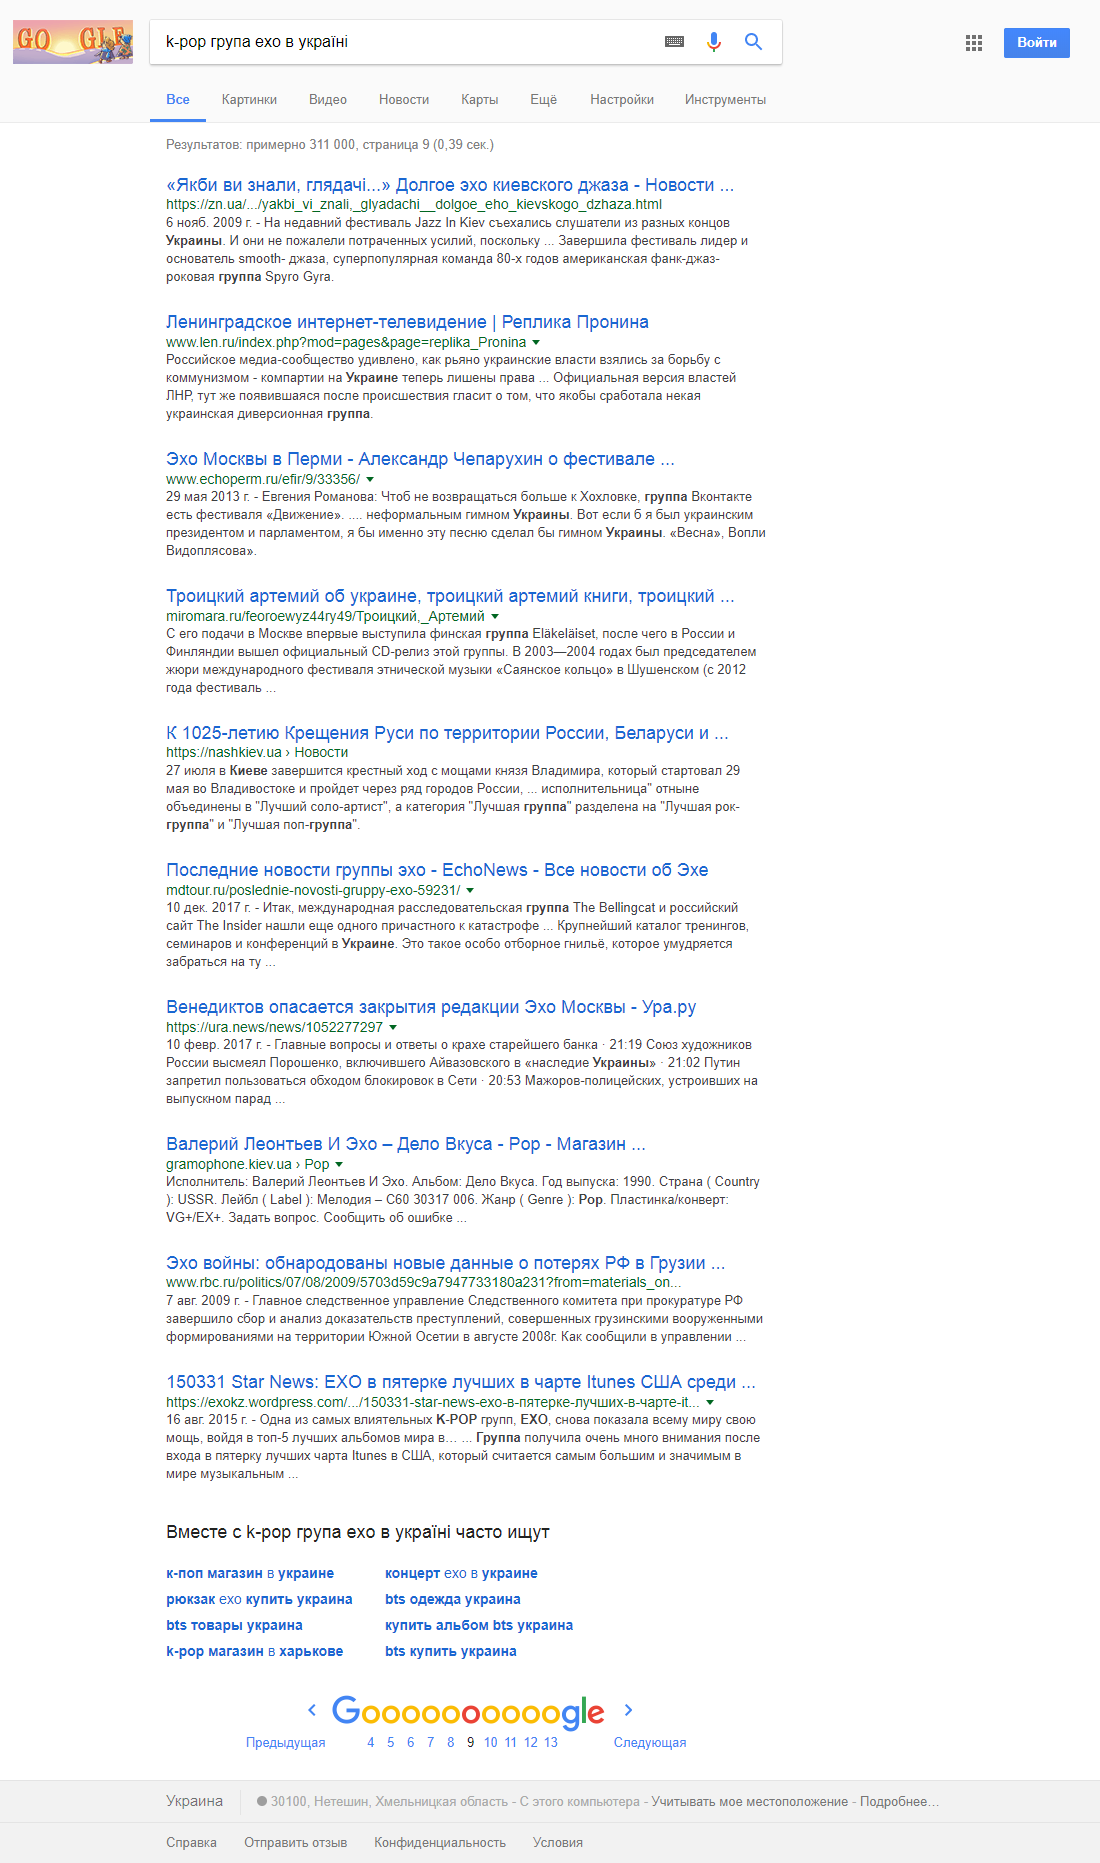 GO GLE
k-pop група exo в україні
Войти
Все Картинки Видео Новости Карты Ещё Настройки Инструменты
Результатов: примерно 311 000, страница 9 (0,39 сек.)
«Якби ви знали, глядачі...» Долгое эхо киевского джаза - Новости ...
https://zn.ua/.../yakbi_vi_znali,_glyadachi__dolgoe_eho_kievskogo_dzhaza.html
6 нояб. 2009 г. - На недавний фестиваль Jazz In Kiev съехались слушатели из разных концов
Украины. И они не пожалели потраченных усилий, поскольку ... Завершила фестиваль лидер и
основатель smooth- джаза, суперпопулярная команда 80-х годов американская фанк-джаз-
роковая группа Spyro Gyra.
Ленинградское интернет-телевидение | Реплика Пронина
www.len.ru/index.php?mod=pages&page=replika_Pronina
Российское медиа-сообщество удивлено, как рьяно украинские власти взялись за борьбу с
коммунизмом - компартии на Украине теперь лишены права ... Официальная версия властей
ЛНР, тут же появившаяся после происшествия гласит о том, что якобы сработала некая
украинская диверсионная группа.
Эхо Москвы в Перми - Александр Чепарухин о фестивале ...
www.echoperm.ru/efir/9/33356/
29 мая 2013 г. - Евгения Романова: Чтоб не возвращаться больше к Хохловке, группа Вконтакте
есть фестиваля «Движение». .... неформальным гимном Украины. Вот если б я был украинским
президентом и парламентом, я бы именно эту песню сделал бы гимном Украины. «Весна», Вопли
Видоплясова».
Троицкий артемий об украине, троицкий артемий книги, троицкий ...
miromara.ru/feoroewyz44ry49/Троицкий,_Артемий
С его подачи в Москве впервые выступила финская группа Eläkeläiset, после чего в России и
Финляндии вышел официальный CD-релиз этой группы. В 2003—2004 годах был председателем
жюри международного фестиваля этнической музыки «Саянское кольцо» в Шушенском (с 2012
года фестиваль ...
К 1025-летию Крещения Руси по территории России, Беларуси и ...
https://nashkiev.ua › Новости
27 июля в Киеве завершится крестный ход с мощами князя Владимира, который стартовал 29
мая во Владивостоке и пройдет через ряд городов России, ... исполнительница" отныне
объединены в "Лучший соло-артист", а категория "Лучшая группа" разделена на "Лучшая рок-
группа" и "Лучшая поп-группа".
Последние новости группы эхо - EchoNews - Все новости об Эхе
mdtour.ru/poslednie-novosti-gruppy-exo-59231/
10 дек. 2017 г. - Итак, международная расследовательская группа The Bellingcat и российский
сайт The Insider нашли еще одного причастного к катастрофе ... Крупнейший каталог тренингов,
семинаров и конференций в Украине. Это такое особо отборное гнильё, которое умудряется
забраться на ту ...
Венедиктов опасается закрытия редакции Эхо Москвы - Ура.ру
https://ura.news/news/1052277297
10 февр. 2017 г. - Главные вопросы и ответы о крахе старейшего банка · 21:19 Союз художников
России высмеял Порошенко, включившего Айвазовского в «наследие Украины» · 21:02 Путин
запретил пользоваться обходом блокировок в Сети · 20:53 Мажоров-полицейских, устроивших на
выпускном парад ...
Валерий Леонтьев И Эхо – Дело Вкуса - Pop - Магазин ...
gramophone.kiev.ua › Pop
Исполнитель: Валерий Леонтьев И Эхо. Альбом: Дело Вкуса. Год выпуска: 1990. Страна ( Country
): USSR. Лейбл ( Label ): Мелодия – С60 30317 006. Жанр ( Genre ): Pop. Пластинка/конверт:
VG+/EX+. Задать вопрос. Сообщить об ошибке ...
Эхо войны: обнародованы новые данные о потерях РФ в Грузии ...
www.rbc.ru/politics/07/08/2009/5703d59c9a7947733180a231?from=materials_on...
7 авг. 2009 г. - Главное следственное управление Следственного комитета при прокуратуре РФ
завершило сбор и анализ доказательств преступлений, совершенных грузинскими вооруженными
формированиями на территории Южной Осетии в августе 2008г. Как сообщили в управлении ...
150331 Star News: EXO в пятерке лучших в чарте Itunes США среди ...
https://exokz.wordpress.com/.../150331-star-news-exo-в-пятерке-лучших-в-чарте-it...
16 авг. 2015 г. - Одна из самых влиятельных K-POP групп, EXO, снова показала всему миру свою
мощь, войдя в топ-5 лучших альбомов мира в... ... Группа получила очень много внимания после
входа в пятерку лучших чарта Itunes в США, который считается самым большим и значимым в
мире музыкальным ...
Вместе с k-pop група exo в україні часто ищут
к-поп магазин в украине концерт exo в украине
рюкзак exo купить украина bts одежда украина
bts товары украина купить альбом bts украина
k-pop магазин в харькове bts купить украина
Goooooooooogle
Предыдущая 4 5 6 7 8 9 10 11 12 13 Следующая
Украина 30100, Нетешин, Хмельницкая область - С этого компьютера - Учитывать мое местоположение - Подробнее...
Справка Отправить отзыв Конфиденциальность Условия